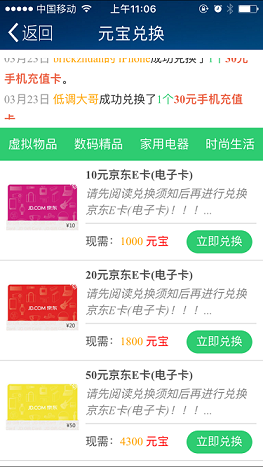 中国移动 上午11:06
返回 元宝兑换
03月23日 brickzhuan的 iPhone成功兑换了1个30元
手机充值卡。
03月23日 低调大哥成功兑换了1个30元手机充值
卡
虚拟物品 数码精品 家用电器 时尚生活
10元京东E卡(电子卡)
请先阅读兑换须知后再进行兑换
京东E卡(电子卡)！！！...
JD.COM 京东
¥10
现需：1000 元宝 立即兑换
20元京东E卡(电子卡)
请先阅读兑换须知后再进行兑换
京东E卡(电子卡)！！！...
JD.COM 京东
¥20
现需：1800 元宝 立即兑换
50元京东E卡(电子卡)
请先阅读兑换须知后再进行兑换
京东E卡(电子卡)！！！...
JD.COM 京东
¥50
现需：4300 元宝 立即兑换